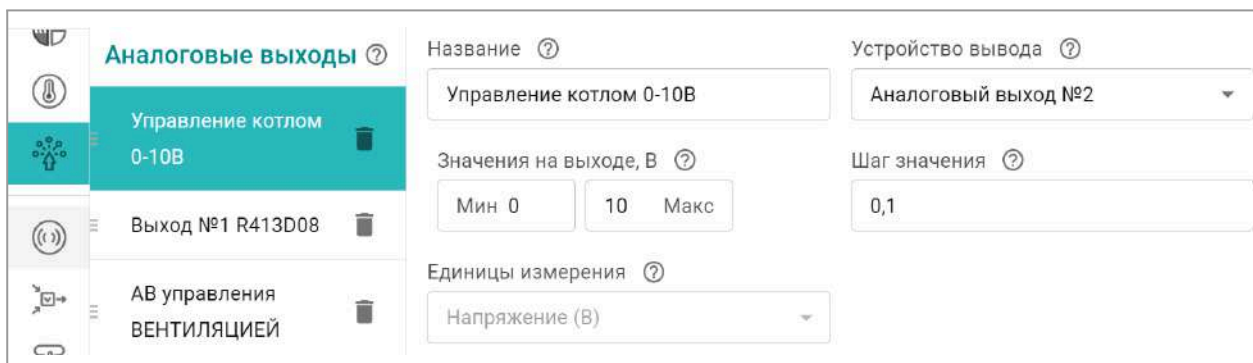 Аналоговые выходы
Управление котлом
0-10В
Выход №1 R413D08
АВ управления
ВЕНТИЛЯЦИЕЙ
Название
Управление котлом 0-10В
Устройство вывода
Аналоговый выход №2
Значения на выходе, В
Мин 0
10 Макс
Шаг значения
0,1
Единицы измерения
Напряжение (В)